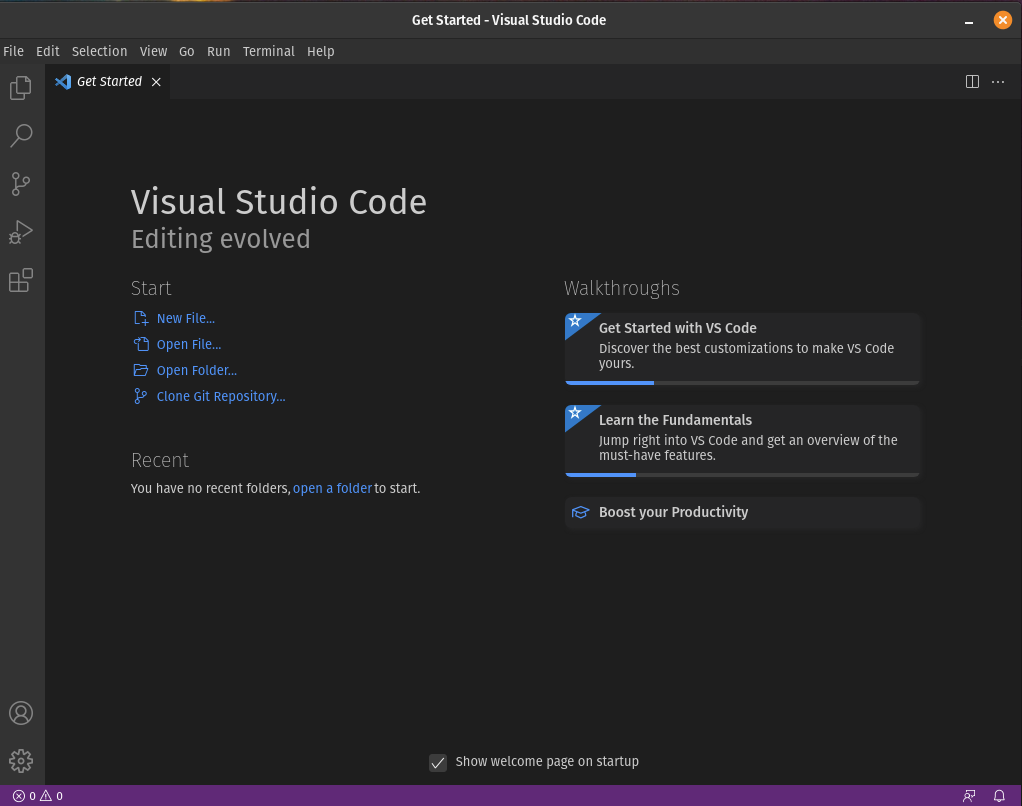 Get Started - Visual Studio Code
File Edit Selection View Go Run Terminal Help
Get Started
Visual Studio Code
Editing evolved
Start
New File...
Open File...
Open Folder...
Clone Git Repository...
Recent
You have no recent folders, open a folder to start.
Walkthroughs
Get Started with VS Code
Discover the best customizations to make VS Code
yours.
Learn the Fundamentals
Jump right into VS Code and get an overview of the
must-have features.
Boost your Productivity
Show welcome page on startup
0 0